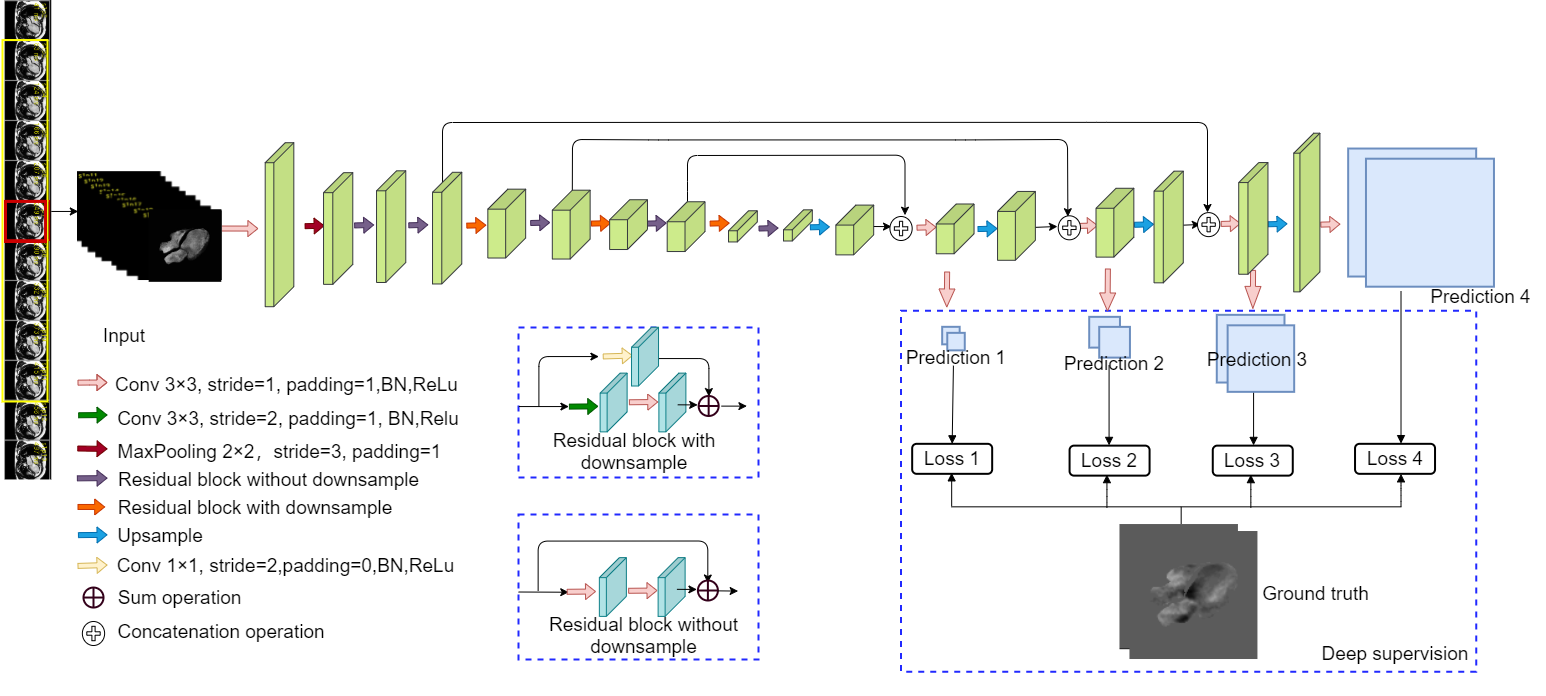 Input
Conv 3×3, stride=1, padding=1,BN,ReLu
Conv 3×3, stride=2, padding=1, BN,Relu
MaxPooling 2×2，stride=3, padding=1
Residual block without downsample
Residual block with downsample
Upsample
Conv 1×1, stride=2,padding=0,BN,ReLu
Sum operation
Concatenation operation
Residual block with
downsample
Residual block without
downsample
Prediction 4
Prediction 1
Prediction 2
Prediction 3
Loss 1
Loss 2
Loss 3
Loss 4
Ground truth
Deep supervision